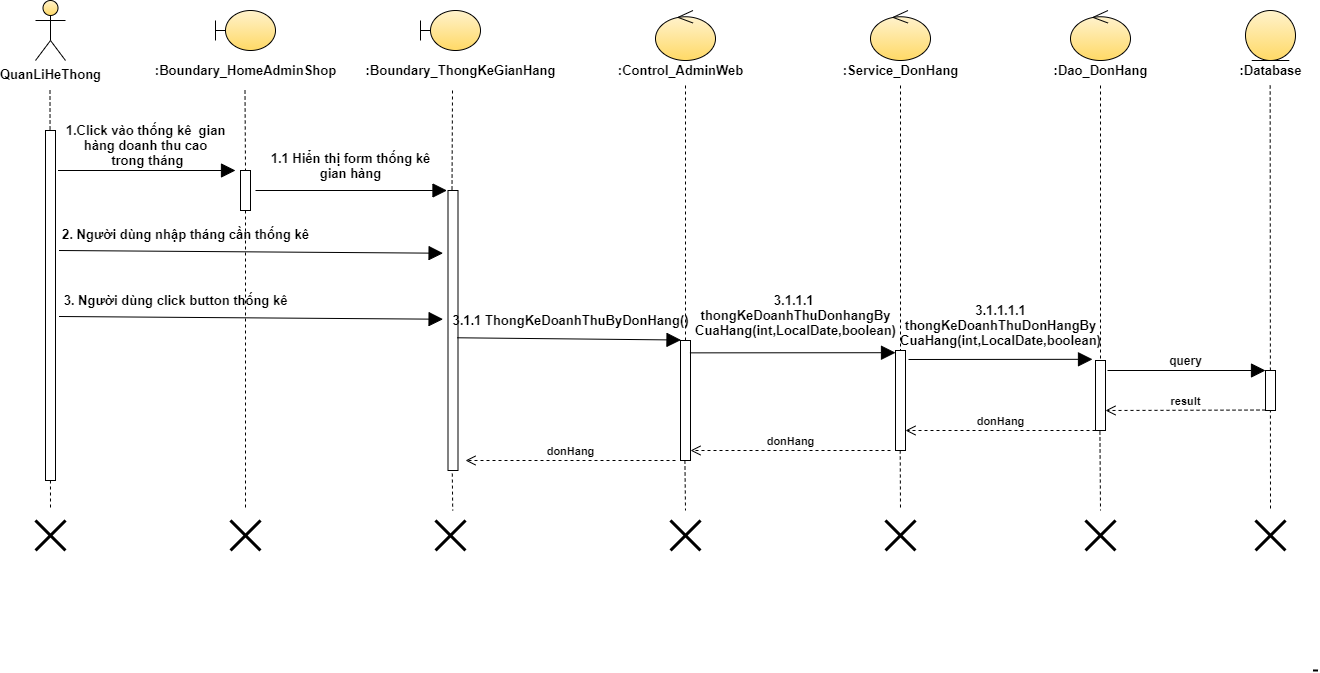 QuanLiHeThong
:Boundary_HomeAdminShop
:Boundary_ThongKeGianHang
:Control_AdminWeb
:Service_DonHang
:Dao_DonHang
:Database
1.Click vào thống kê gian
hàng doanh thu cao
trong tháng
1.1 Hiển thị form thống kê
gian hàng
2. Người dùng nhập tháng cần thống kê
3. Người dùng click button thống kê
3.1.1 ThongKeDoanhThuByDonHang()
3.1.1.1
thongKeDoanhThuDonhangBy
CuaHang(int,LocalDate,boolean)
3.1.1.1.1
thongKeDoanhThuDonHangBy
CuaHang(int,LocalDate,boolean)
query
result
donHang
donHang
donHang